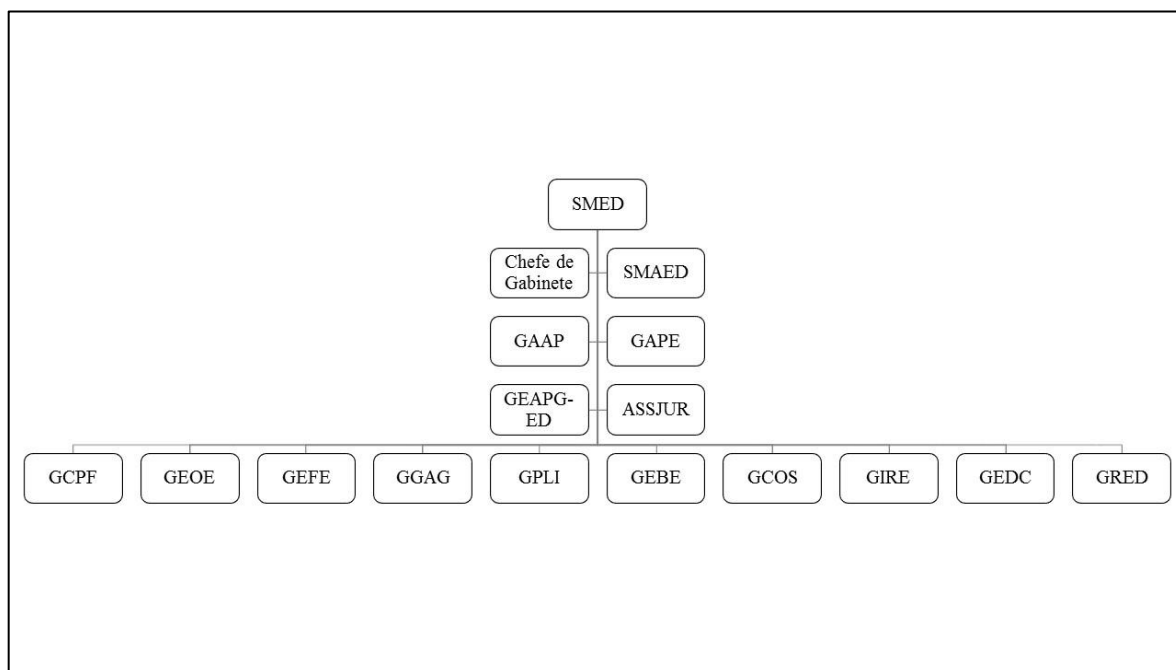 SMED
Chefe de
Gabinete
SMAED
GAAP
GAPE
GEAPG-
ED
ASSJUR
GCPF
GEOE
GEFE
GGAG
GPLI
GEBE
GCOS
GIRE
GEDC
GRED